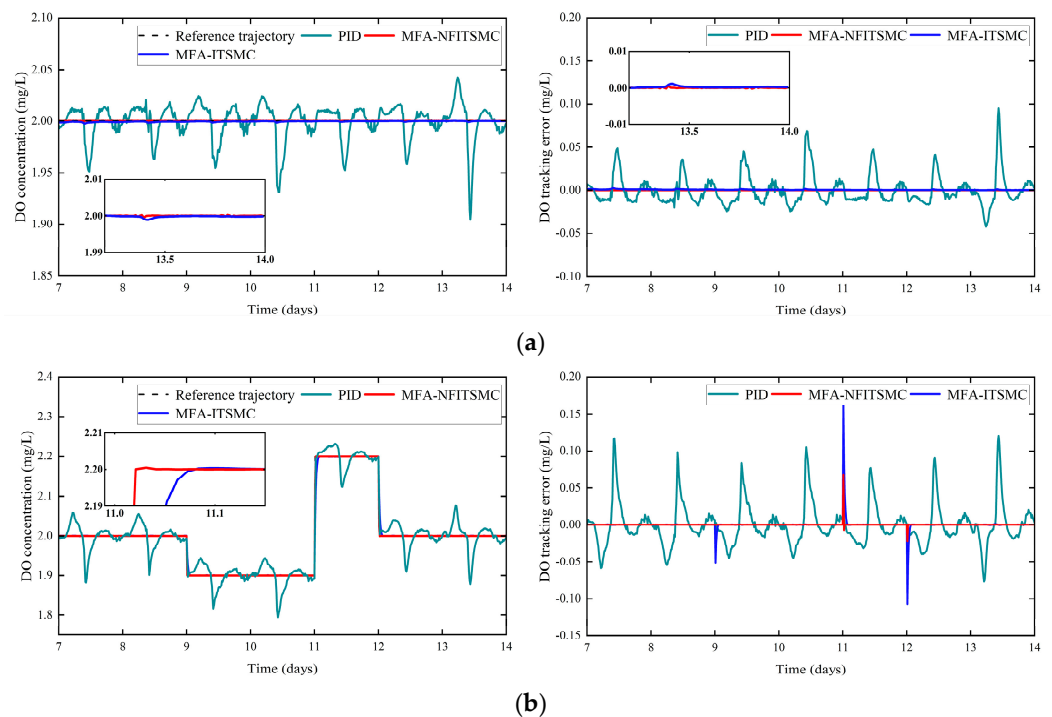 2.10
2.05
2.00
1.95
1.90
1.85
DO concentration (mg/L)
Reference trajectory PID MFA-NFITSMC
MFA-ITSMC
2.01
2.00
1.99
13.5 14.0
7 8 9 10 11 12 13 14
Time (days)
0.20
0.15
0.10
0.05
0.00
-0.05
-0.10
DO tracking error (mg/L)
PID MFA-NFITSMC MFA-ITSMC
0.01
0.00
-0.01
13.5 14.0
7 8 9 10 11 12 13 14
Time (days)
(a)
2.4
2.3
2.2
2.1
2.0
1.9
1.8
DO concentration (mg/L)
Reference trajectory PID MFA-NFITSMC
MFA-ITSMC
2.21
2.20
2.19
11.0 11.1
7 8 9 10 11 12 13 14
Time (days)
0.20
0.15
0.10
0.05
0.00
-0.05
-0.10
-0.15
DO tracking error (mg/L)
PID MFA-NFITSMC MFA-ITSMC
7 8 9 10 11 12 13 14
Time (days)
(b)